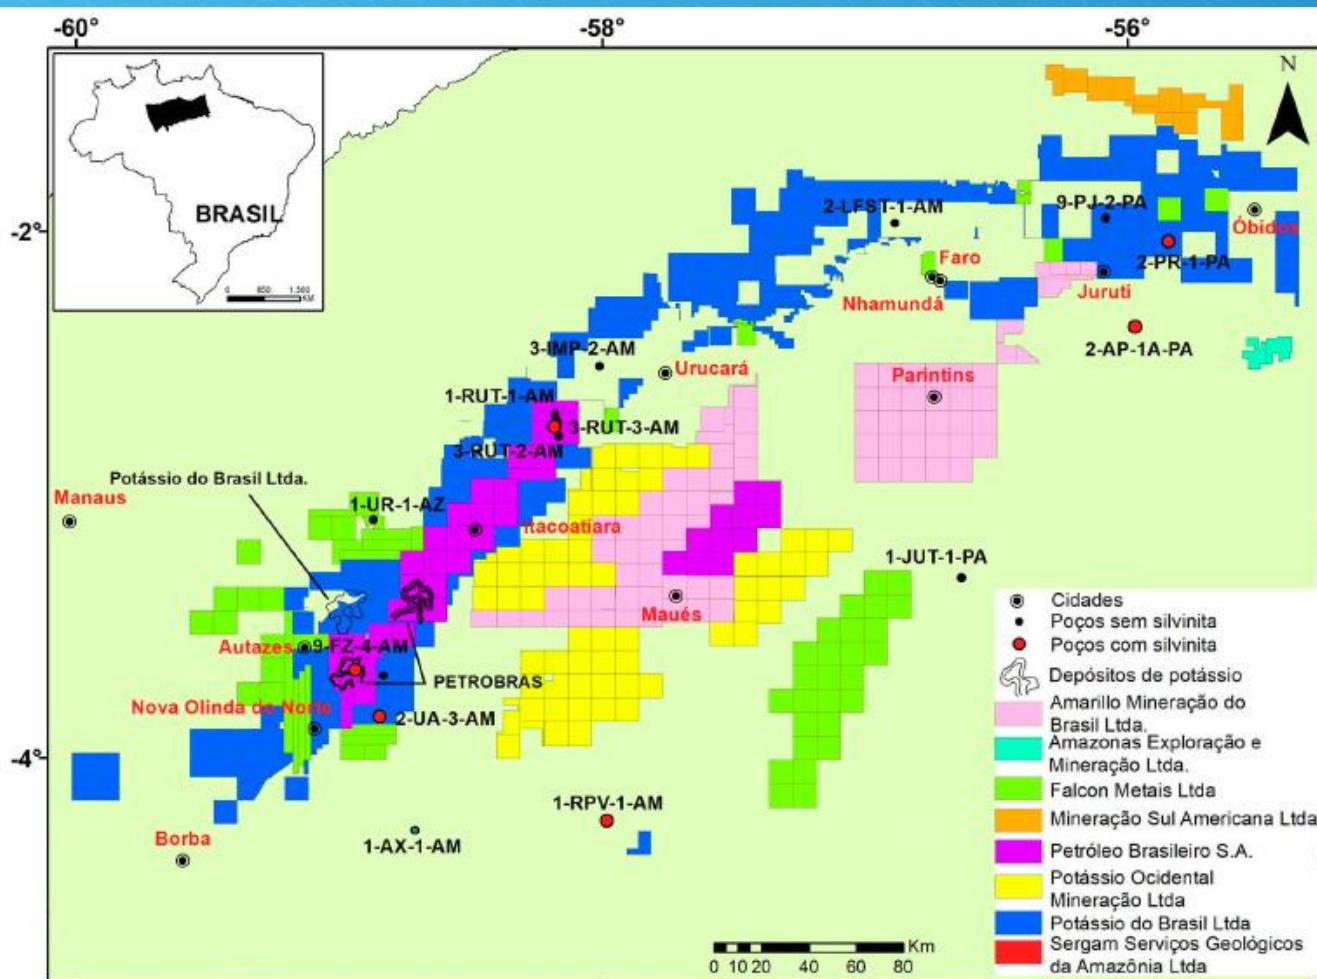 -60°
-58°
-56°
N
BRASIL
0 650 1,300
KM
-2°
2-LFST-1-AM
9-PJ-2-PA
Óbidos
Faro
2-PR-1-PA
Nhamundá
Juruti
3-IMP-2-AM
2-AP-1A-PA
Urucará
Parintins
1-RUT-1-AM
3-RUT-3-AM
3-RUT-2-AM
Potássio do Brasil Ltda.
Manaus
1-UR-1-AZ
Itacoatiara
1-JUT-1-PA
Maués
Autazes
9-FZ-4-AM
PETROBRAS
Nova Olinda do Norte
2-UA-3-AM
-4°
1-RPV-1-AM
Borba
1-AX-1-AM
Cidades
Poços sem silvinita
Poços com silvinita
Depósitos de potássio
Amarillo Mineração do
Brasil Ltda.
Amazonas Exploração e
Mineração Ltda.
Falcon Metais Ltda
Mineração Sul Americana Ltda
Petróleo Brasileiro S.A.
Potássio Ocidental
Mineração Ltda
Potássio do Brasil Ltda
Sergam Serviços Geológicos
da Amazônia Ltda
Km
0 10 20 40 60 80